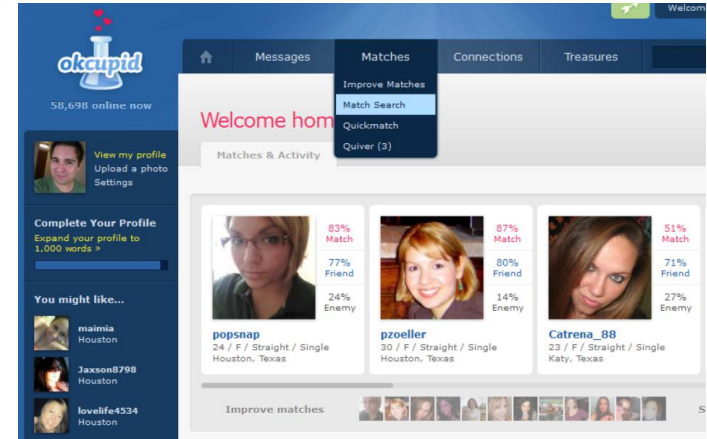 Welcom
okcupid
58,698 online now
Messages
Matches
Connections
Treasures
Improve Matches
Match Search
Quickmatch
Quiver (3)
View my profile
Upload a photo
Settings
Complete Your Profile
Expand your profile to
1,000 words »
You might like...
maimia
Houston
Jaxson8798
Houston
lovelife4534
Houston
Welcome hom
Matches & Activity
83%
Match
77%
Friend
24%
Enemy
popsnap
24 / F / Straight / Single
Houston, Texas
87%
Match
80%
Friend
14%
Enemy
pzoeller
30 / F / Straight / Single
Houston, Texas
51%
Match
71%
Friend
27%
Enemy
Catrena_88
23 / F / Straight / Single
Katy, Texas
Improve matches
S